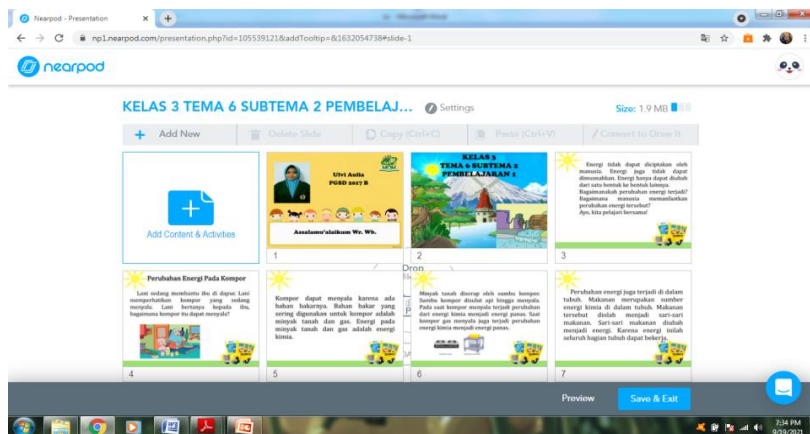 Nearpod - Presentation
np1.nearpod.com/presentation.php?id=105539121&addTooltip=&1632054738#slide-1
nearpod
KELAS 3 TEMA 6 SUBTEMA 2 PEMBELAJ...
Settings
Size: 1.9 MB
Add New
Delete Slide
Copy (Ctrl+C)
Paste (Ctrl+V)
Convert to Draw It
Add Content & Activities
Ulvi Aulia
PGSD 2017 B
Assalamu'alaikum Wr. Wb.
1
KELAS 3
TEMA 6 SUBTEMA 2
PEMBELAJARAN 1
2
Energi tidak dapat diciptakan oleh
manusia. Energi juga tidak dapat
dimusnahkan. Energi hanya dapat diubah
dari satu bentuk ke bentuk lainnya.
Bagaimanakah perubahan energi terjadi?
Bagaimana manusia memanfaatkan
perubahan energi tersebut?
Ayo, kita pelajari bersama!
3
Drop
Perubahan Energi Pada Kompor
Lani sedang membantu ibu di dapur. Lani
memperhatikan kompor yang sedang
menyala. Lani bertanya kepada ibu,
bagaimana kompor itu dapat menyala?
4
Kompor dapat menyala karena ada
bahan bakarnya. Bahan bakar yang
sering digunakan untuk kompor adalah
minyak tanah dan gas. Energi pada
minyak tanah dan gas adalah energi
kimia.
5
Minyak tanah diserap oleh sumbu kompor.
Sumbu kompor disulut api hingga menyala.
Pada saat kompor menyala terjadi perubahan
dari energi kimia menjadi energi panas. Saat
kompor gas menyala juga terjadi perubahan
energi kimia menjadi energi panas.
6
Perubahan energi juga terjadi di dalam
tubuh. Makanan merupakan sumber
energi kimia di dalam tubuh. Makanan
tersebut diolah menjadi sari-sari
makanan. Sari-sari makanan diubah
menjadi energi. Karena energi inilah
seluruh bagian tubuh dapat bekerja.
7
Preview
Save & Exit
7:34 PM
9/19/2021